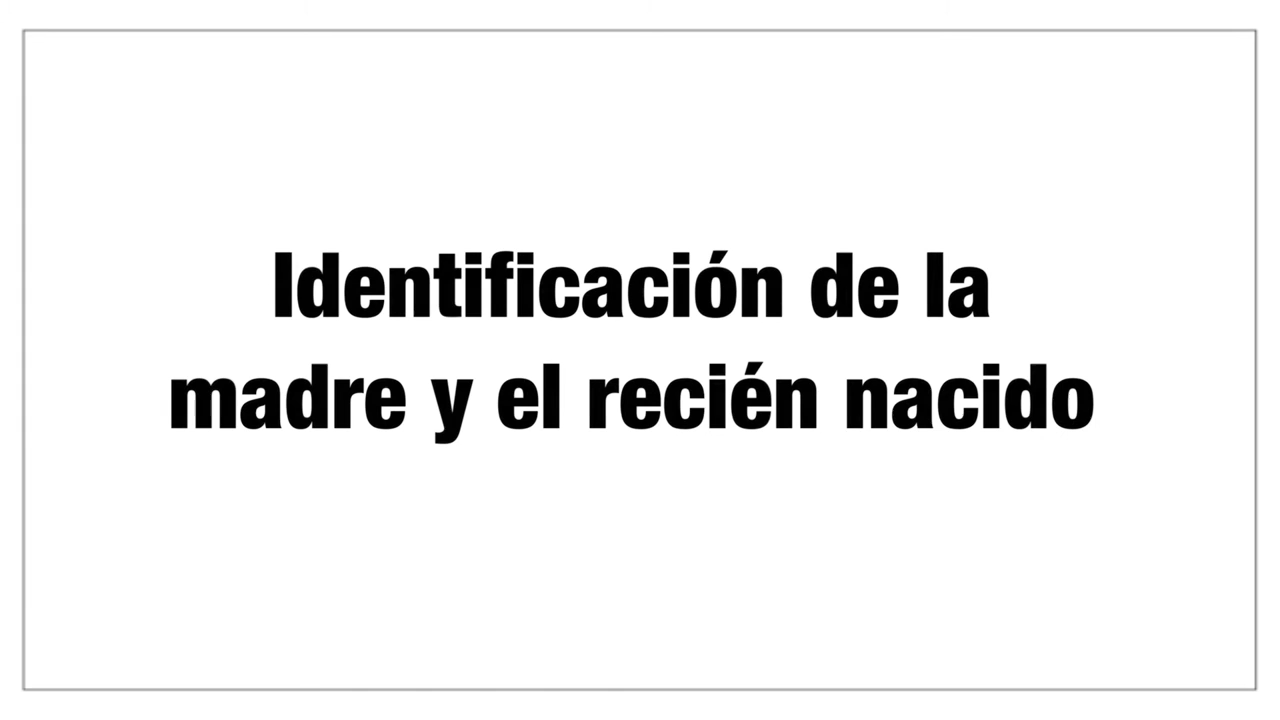 Identificación de la
madre y el recién nacido